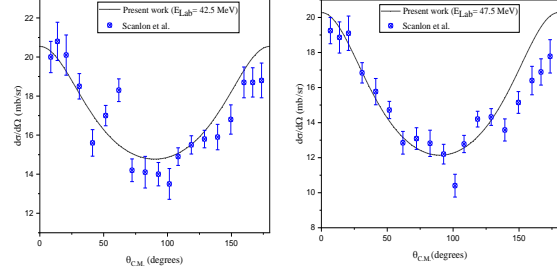 Present work (E_Lab= 42.5 MeV)
Scanlon et al.
22
20
18
16
14
12
dσ/dΩ (mb/sr)
0
50
100
150
θ_C.M. (degrees)
Present work (E_Lab= 47.5 MeV)
Scanlon et al.
20
18
16
14
12
10
8
dσ/dΩ (mb/sr)
0
50
100
150
θ_C.M. (degrees)